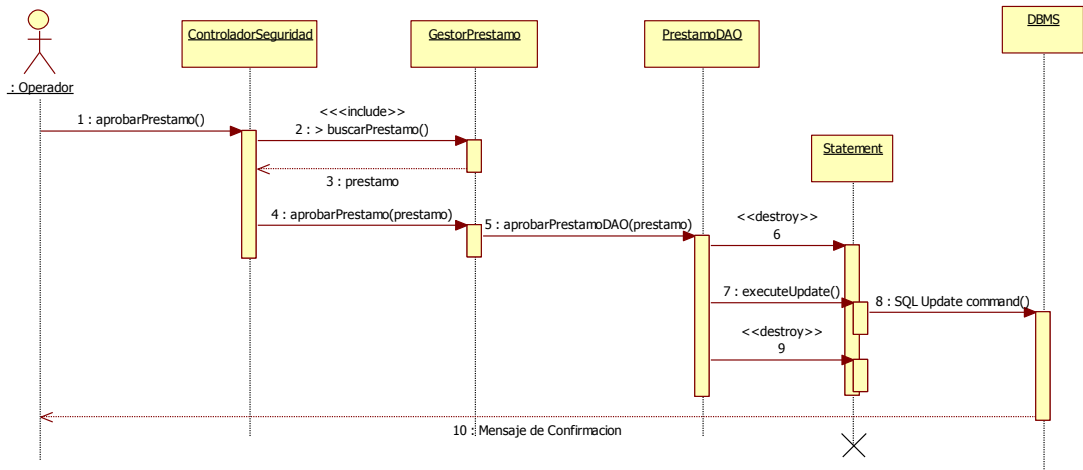 DBMS
ControladorSeguridad
GestorPrestamo
PrestamoDAO
: Operador
1 : aprobarPrestamo()
<<<include>>
2 : > buscarPrestamo()
Statement
3 : prestamo
4 : aprobarPrestamo(prestamo)
5 : aprobarPrestamoDAO(prestamo)
<<destroy>>
6
7 : executeUpdate()
8 : SQL Update command()
<<destroy>>
9
10 : Mensaje de Confirmacion